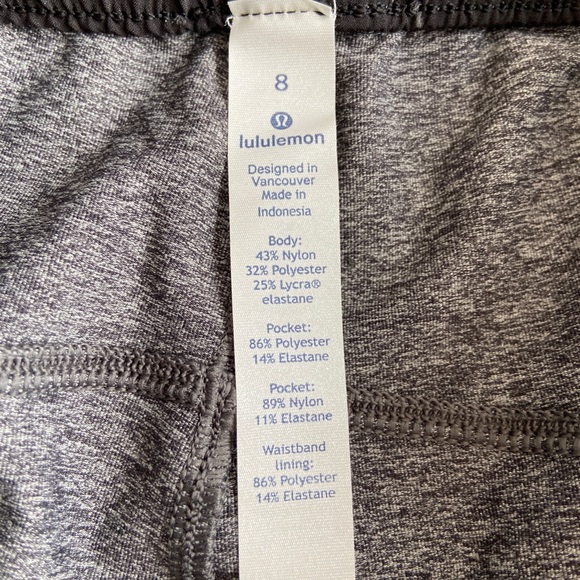 8
lululemon
Designed in
Vancouver
Made in
Indonesia
Body:
43% Nylon
32% Polyester
25% Lycra®
elastane
Pocket:
86% Polyester
14% Elastane
Pocket:
89% Nylon
11% Elastane
Waistband
lining:
86% Polyester
14% Elastane